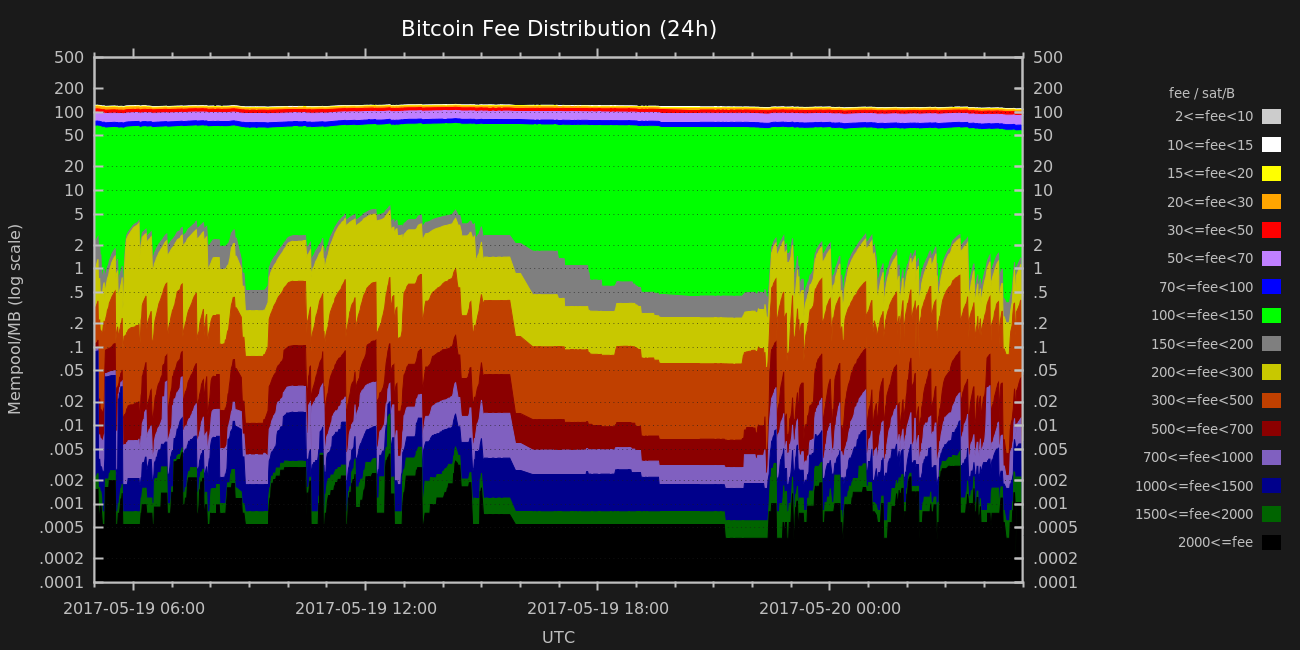 Bitcoin Fee Distribution (24h)
500
200
100
50
20
10
5
2
1
.5
.2
.1
.05
.02
.01
.005
.002
.001
.0005
.0002
.0001
Mempool/MB (log scale)
500
200
100
50
20
10
5
2
1
.5
.2
.1
.05
.02
.01
.005
.002
.001
.0005
.0002
.0001
2017-05-19 06:00
2017-05-19 12:00
2017-05-19 18:00
2017-05-20 00:00
UTC
fee / sat/B
2<=fee<10
10<=fee<15
15<=fee<20
20<=fee<30
30<=fee<50
50<=fee<70
70<=fee<100
100<=fee<150
150<=fee<200
200<=fee<300
300<=fee<500
500<=fee<700
700<=fee<1000
1000<=fee<1500
1500<=fee<2000
2000<=fee